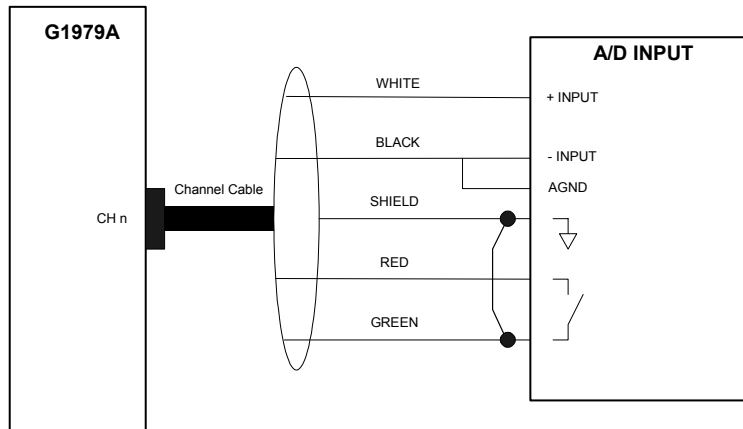 G1979A
A/D INPUT
WHITE
+ INPUT
BLACK
- INPUT
AGND
Channel Cable
SHIELD
CH n
RED
GREEN